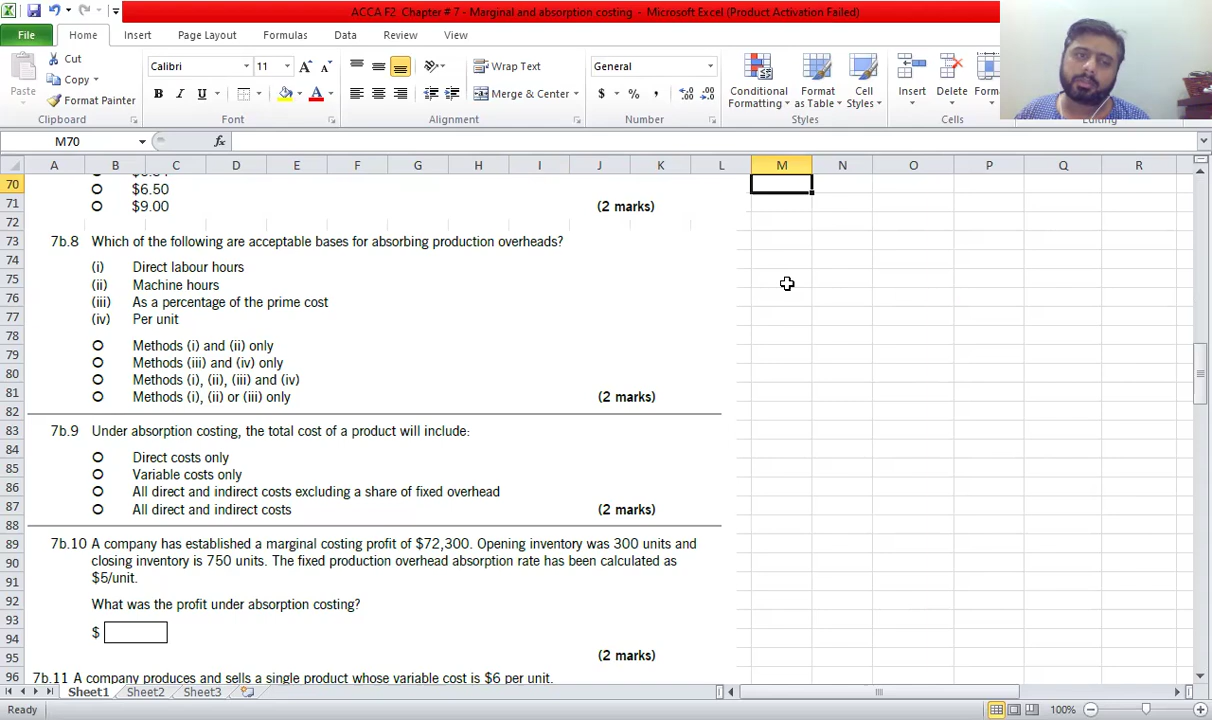 ACCA F2 Chapter # 7 - Marginal and absorption costing - Microsoft Excel (Product Activation Failed)
File Home Insert Page Layout Formulas Data Review View
Cut
Copy
Format Painter
Paste
Clipboard
Calibri 11
Font
Wrap Text
Merge & Center
Alignment
General
$ % ,
Number
Conditional Formatting
Format as Table
Cell Styles
Styles
Insert Delete
Cells
M70
fx
A B C D E F G H I J K L M N O P Q R
70 $6.50
71 $9.00 (2 marks)
72
73 7b.8 Which of the following are acceptable bases for absorbing production overheads?
74 (i) Direct labour hours
75 (ii) Machine hours
76 (iii) As a percentage of the prime cost
77 (iv) Per unit
78 Methods (i) and (ii) only
79 Methods (iii) and (iv) only
80 Methods (i), (ii), (iii) and (iv)
81 Methods (i), (ii) or (iii) only (2 marks)
82
83 7b.9 Under absorption costing, the total cost of a product will include:
84 Direct costs only
85 Variable costs only
86 All direct and indirect costs excluding a share of fixed overhead
87 All direct and indirect costs (2 marks)
88
89 7b.10 A company has established a marginal costing profit of $72,300. Opening inventory was 300 units and
90 closing inventory is 750 units. The fixed production overhead absorption rate has been calculated as
91 $5/unit.
92 What was the profit under absorption costing?
93
94 $
95 (2 marks)
96 7b.11 A company produces and sells a single product whose variable cost is $6 per unit.
Sheet1 Sheet2 Sheet3
Ready 100%